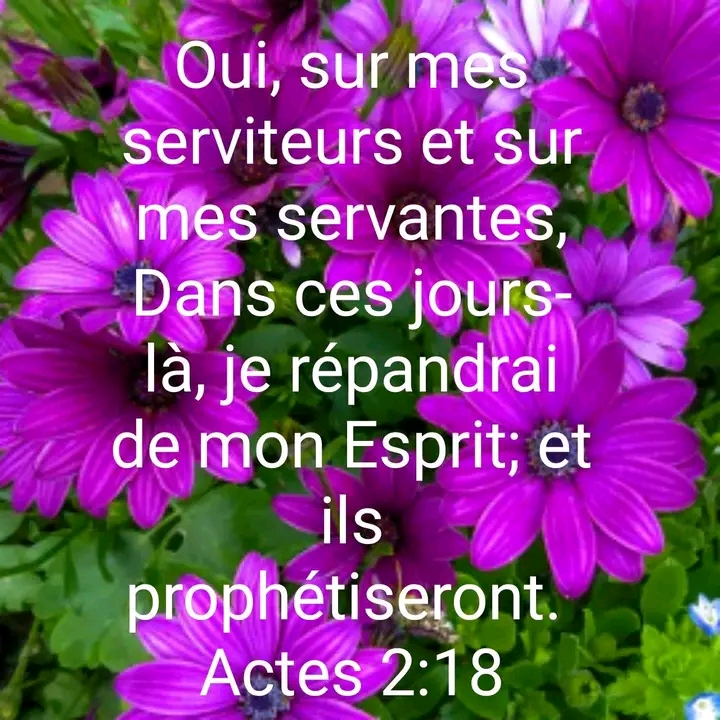 Oui, sur mes
serviteurs et sur
mes servantes,
Dans ces jours-
là, je répandrai
de mon Esprit; et
ils
prophétiseront.
Actes 2:18